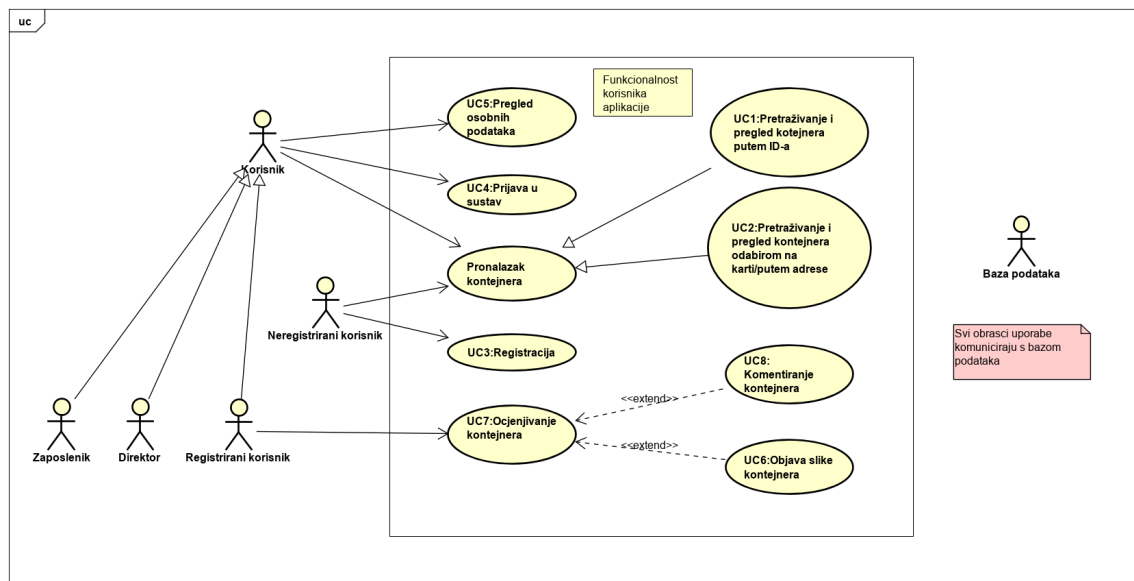 uc
Funkcionalnost
korisnika
aplikacije
UC5:Pregled
osobnih
podataka
UC1:Pretraživanje i
pregled kotejnera
putem ID-a
Korisnik
UC4:Prijava u
sustav
UC2:Pretraživanje i
pregled kontejnera
odabirom na
karti/putem adrese
Baza podataka
Pronalazak
kontejnera
Neregistrirani korisnik
Svi obrasci uporabe
komuniciraju s bazom
podataka
UC3:Registracija
UC8:
Komentiranje
kontejnera
<<extend>>
UC7:Ocjenjivanje
kontejnera
<<extend>>
Zaposlenik
Direktor
Registrirani korisnik
UC6:Objava slike
kontejnera